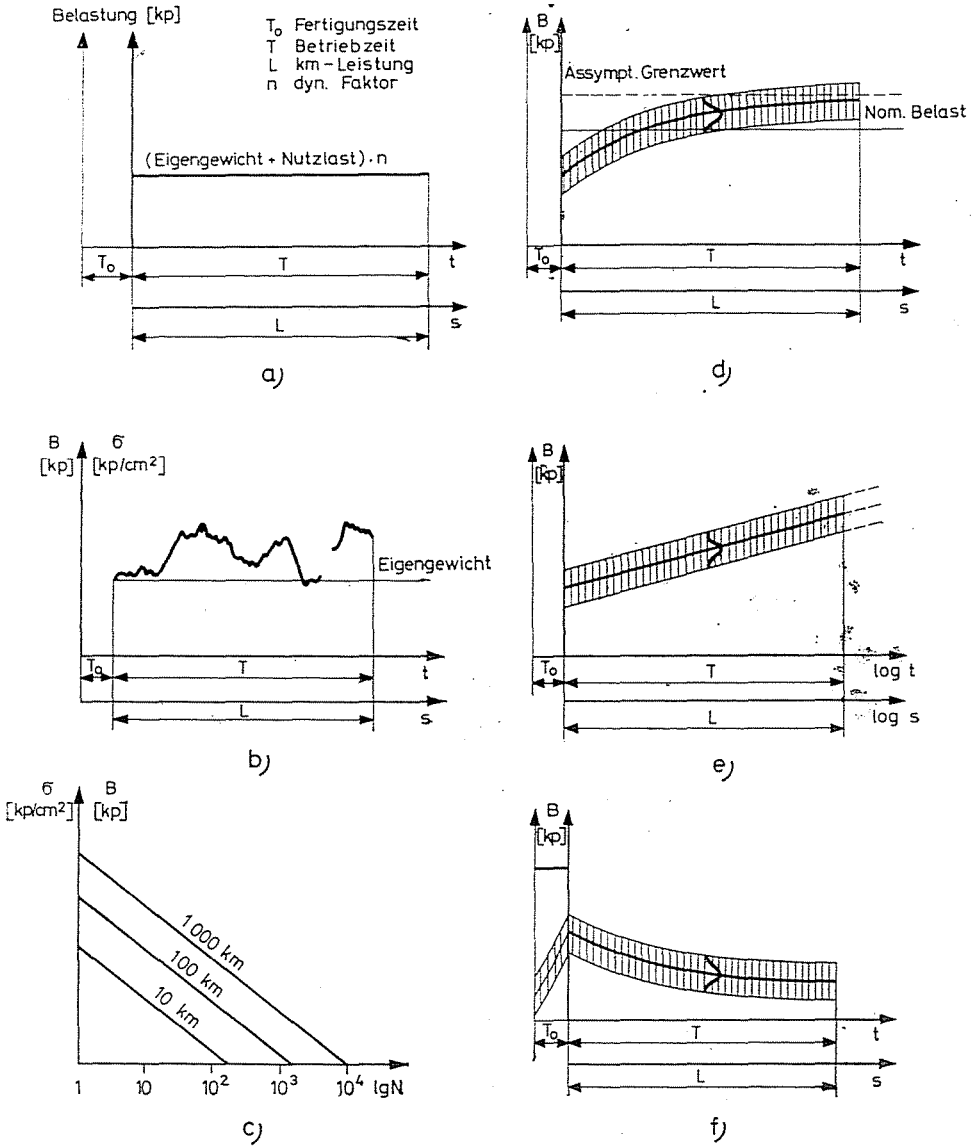 Belastung [kp]
T₀ Fertigungszeit
T Betriebzeit
L km-Leistung
n dyn. Faktor
(Eigengewicht + Nutzlast)·n
T₀ T t
L s
a)
B
[kp]
Assympt. Grenzwert
Nom. Belast
T₀ T t
L s
d)
B σ
[kp] [kp/cm²]
Eigengewicht
T₀ T t
L s
b)
B
[kp]
T₀ T log t
L log s
e)
σ B
[kp/cm²] [kp]
1000 km
100 km
10 km
1 10 10² 10³ 10⁴ lgN
c)
B
[kp]
T₀ T t
L s
f)